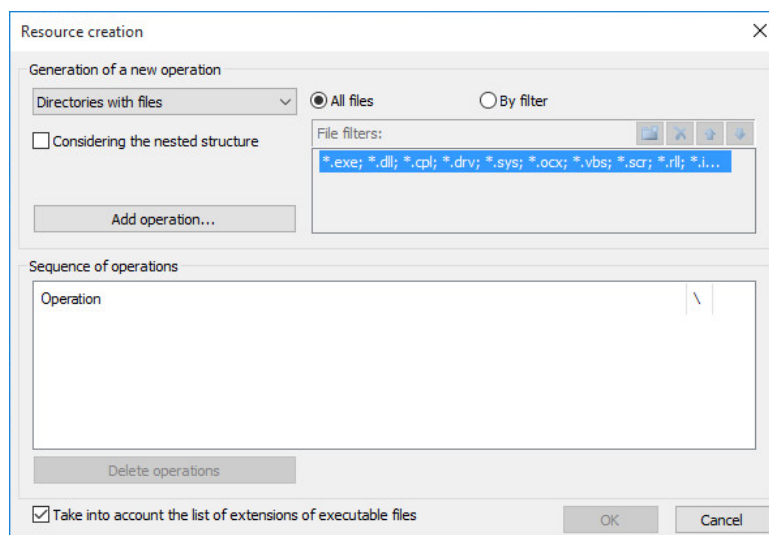 Resource creation
Generation of a new operation
Directories with files
All files
By filter
Considering the nested structure
File filters:
*.exe; *.dll; *.cpl; *.drv; *.sys; *.ocx; *.vbs; *.scr; *.rll; *.i...
Add operation...
Sequence of operations
Operation \
Delete operations
Take into account the list of extensions of executable files
OK
Cancel